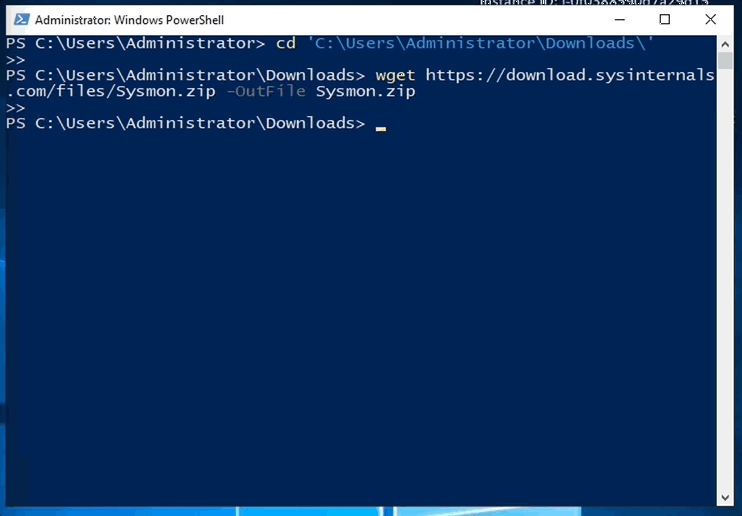 Administrator: Windows PowerShell
PS C:\Users\Administrator> cd 'C:\Users\Administrator\Downloads\'
>>
PS C:\Users\Administrator\Downloads> wget https://download.sysinternals
.com/files/Sysmon.zip -OutFile Sysmon.zip
>>
PS C:\Users\Administrator\Downloads>